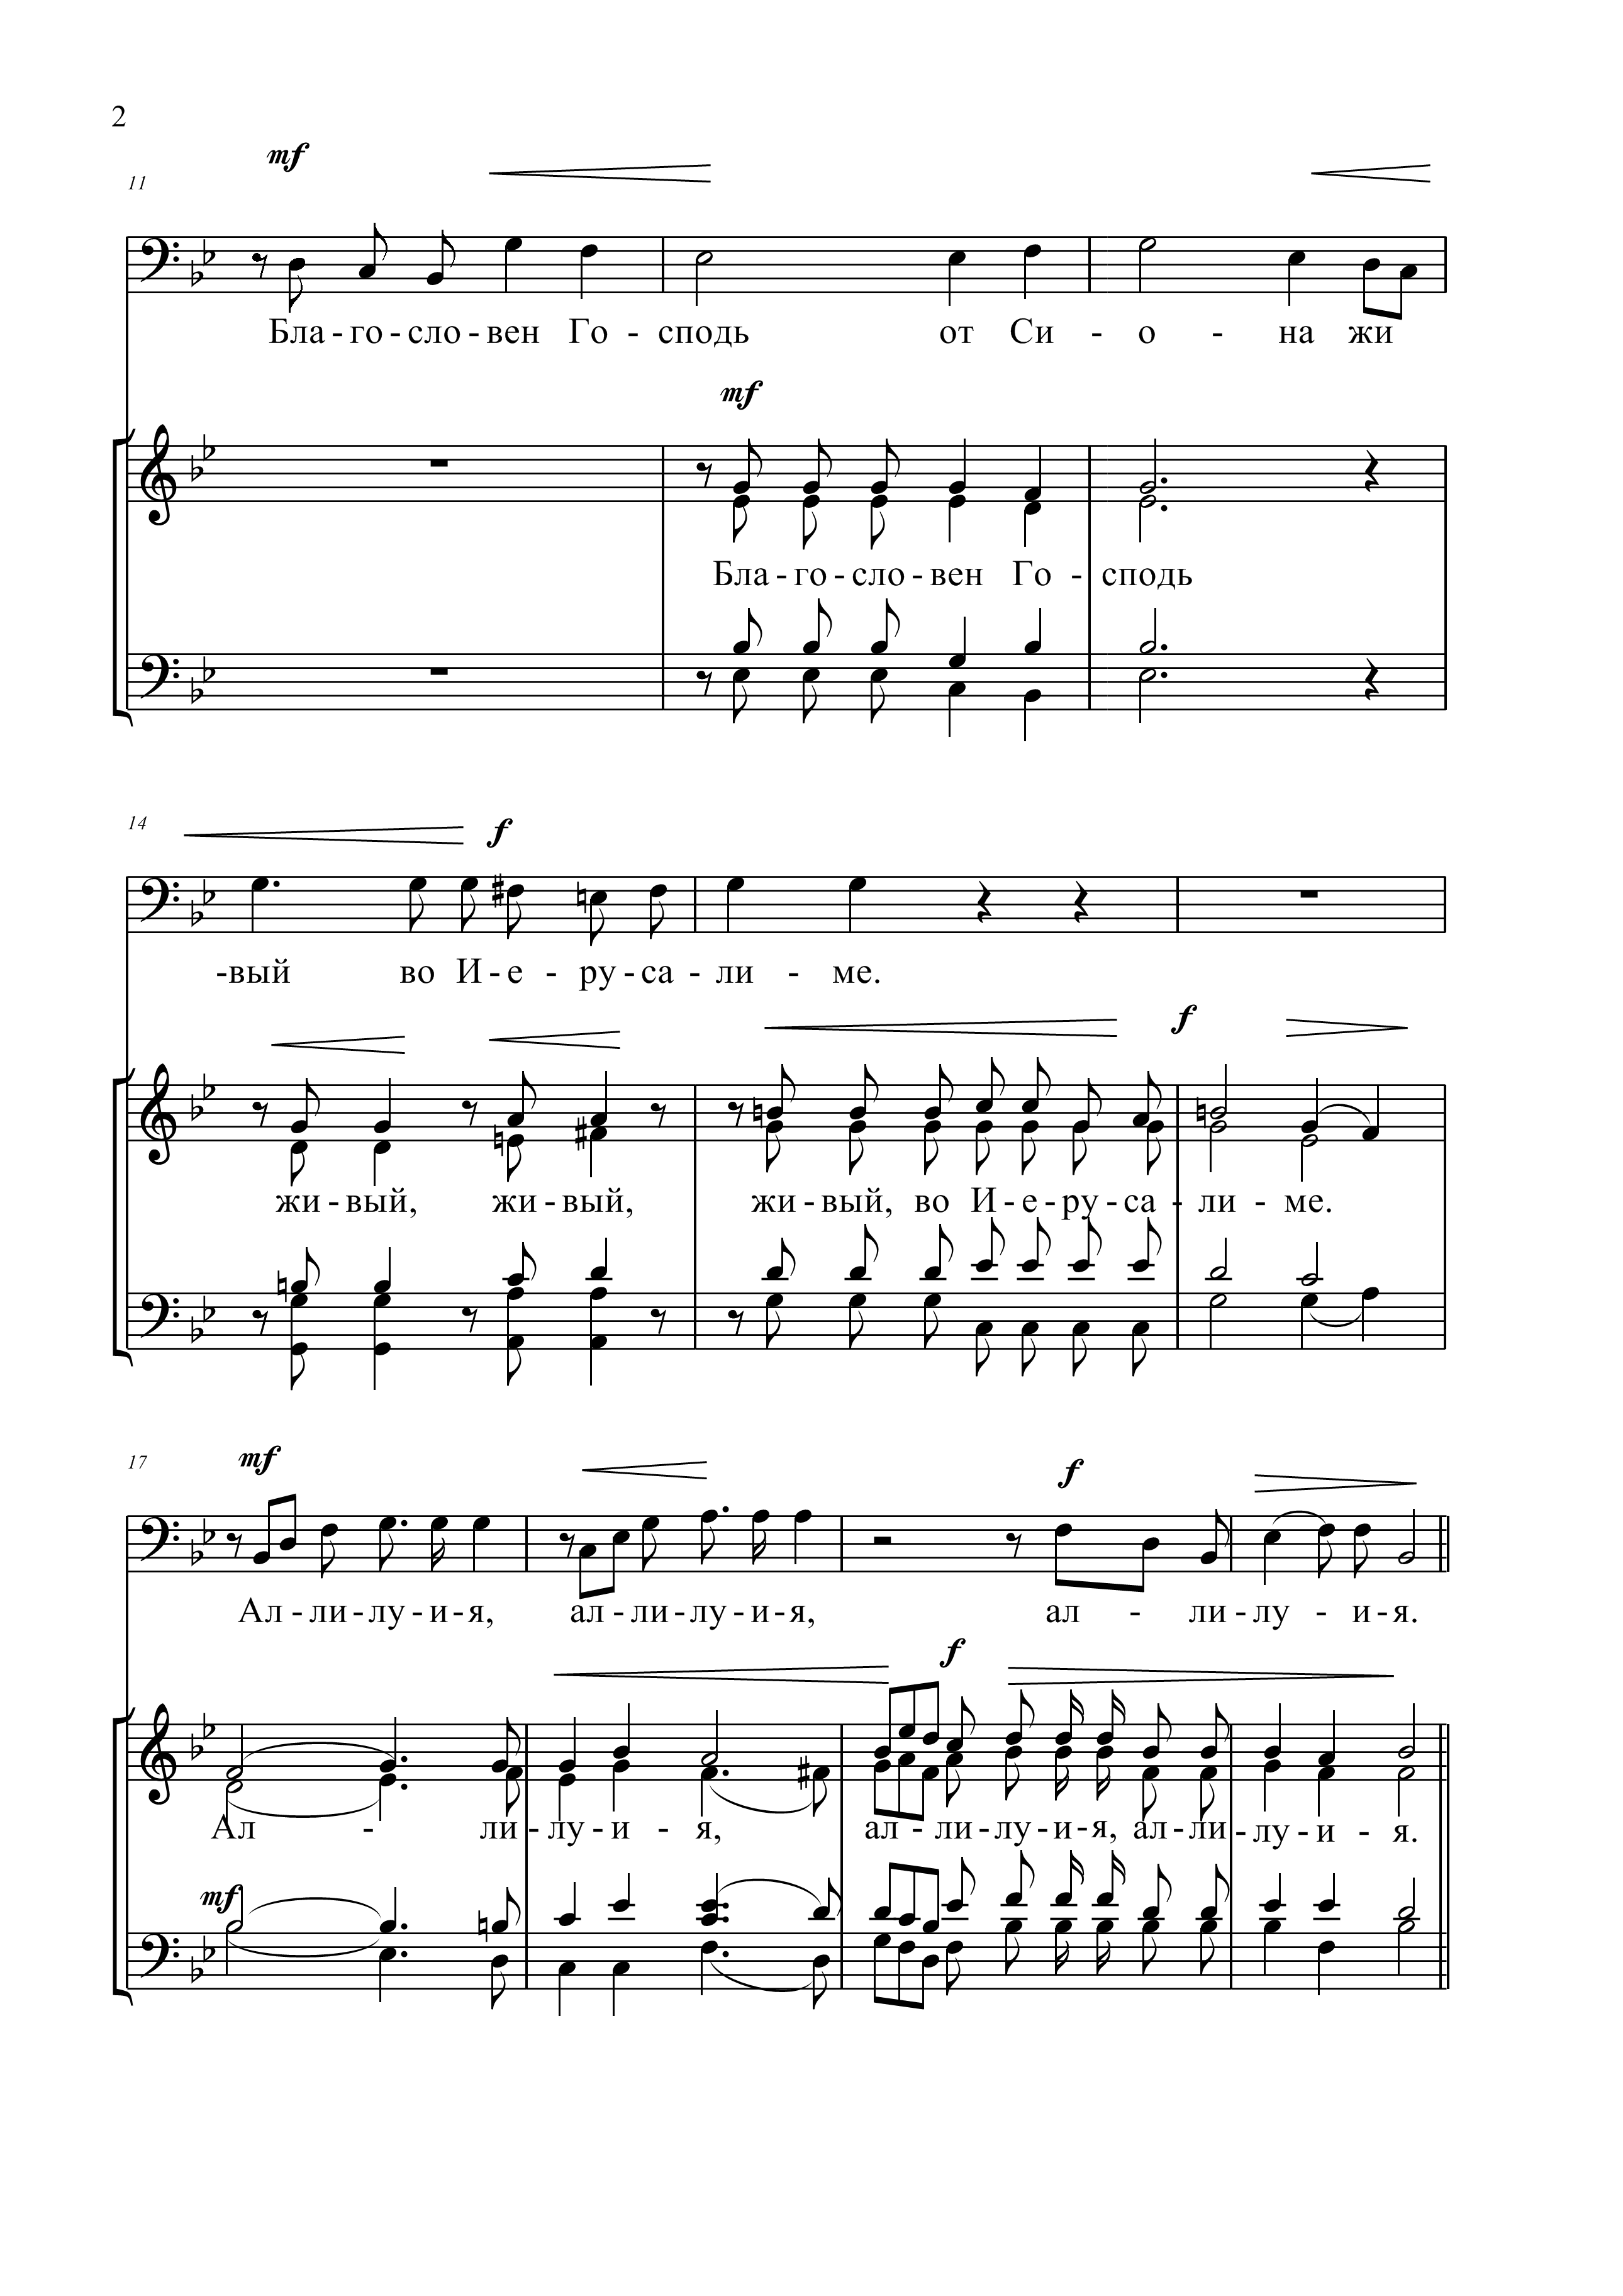 2
mf
11
Бла - го - сло - вен Го - сподь от Си - о - на жи
mf
Бла - го - сло - вен Го - сподь
14
f
-вый во И - е - ру - са - ли - ме.
f
жи - вый, жи - вый, жи - вый, во И - е - ру - са - ли - ме.
17
mf
f
Ал - ли - лу - и - я, ал - ли - лу - и - я, ал - ли - лу - и - я.
f
Ал - ли - лу - и - я, ал - ли - лу - и - я, ал - ли - лу - и - я.
mf